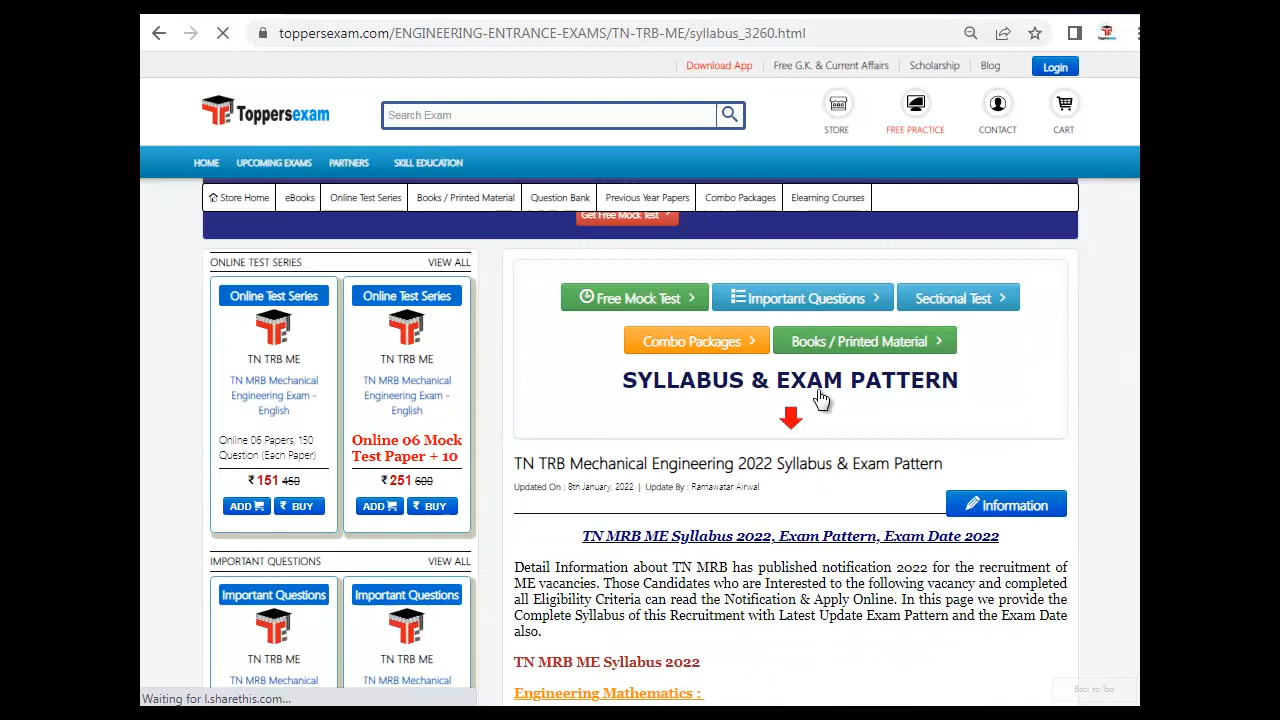 toppersexam.com/ENGINEERING-ENTRANCE-EXAMS/TN-TRB-ME/syllabus_3260.html
Download App
Free G.K. & Current Affairs
Scholarship
Blog
Login
Toppersexam
Search Exam
STORE
FREE PRACTICE
CONTACT
CART
HOME
UPCOMING EXAMS
PARTNERS
SKILL EDUCATION
Store Home
eBooks
Online Test Series
Books / Printed Material
Question Bank
Previous Year Papers
Combo Packages
Elearning Courses
Get Free Mock Test
ONLINE TEST SERIES
VIEW ALL
Online Test Series
TN TRB ME
TN MRB Mechanical
Engineering Exam -
English
Online 06 Papers, 150
Question (Each Paper)
₹ 151 450
ADD
₹ BUY
Online Test Series
TN TRB ME
TN MRB Mechanical
Engineering Exam -
English
Online 06 Mock
Test Paper + 10
₹ 251 600
ADD
₹ BUY
IMPORTANT QUESTIONS
VIEW ALL
Important Questions
TN TRB ME
TN MRB Mechanical
Important Questions
TN TRB ME
TN MRB Mechanical
Free Mock Test
Important Questions
Sectional Test
Combo Packages
Books / Printed Material
SYLLABUS & EXAM PATTERN
TN TRB Mechanical Engineering 2022 Syllabus & Exam Pattern
Updated On : 8th January, 2022 | Update By : Ramawatar Airwal
Information
TN MRB ME Syllabus 2022, Exam Pattern, Exam Date 2022
Detail Information about TN MRB has published notification 2022 for the recruitment of
ME vacancies. Those Candidates who are Interested to the following vacancy and completed
all Eligibility Criteria can read the Notification & Apply Online. In this page we provide the
Complete Syllabus of this Recruitment with Latest Update Exam Pattern and the Exam Date
also.
TN MRB ME Syllabus 2022
Engineering Mathematics :
Back to Top
Waiting for l.sharethis.com...